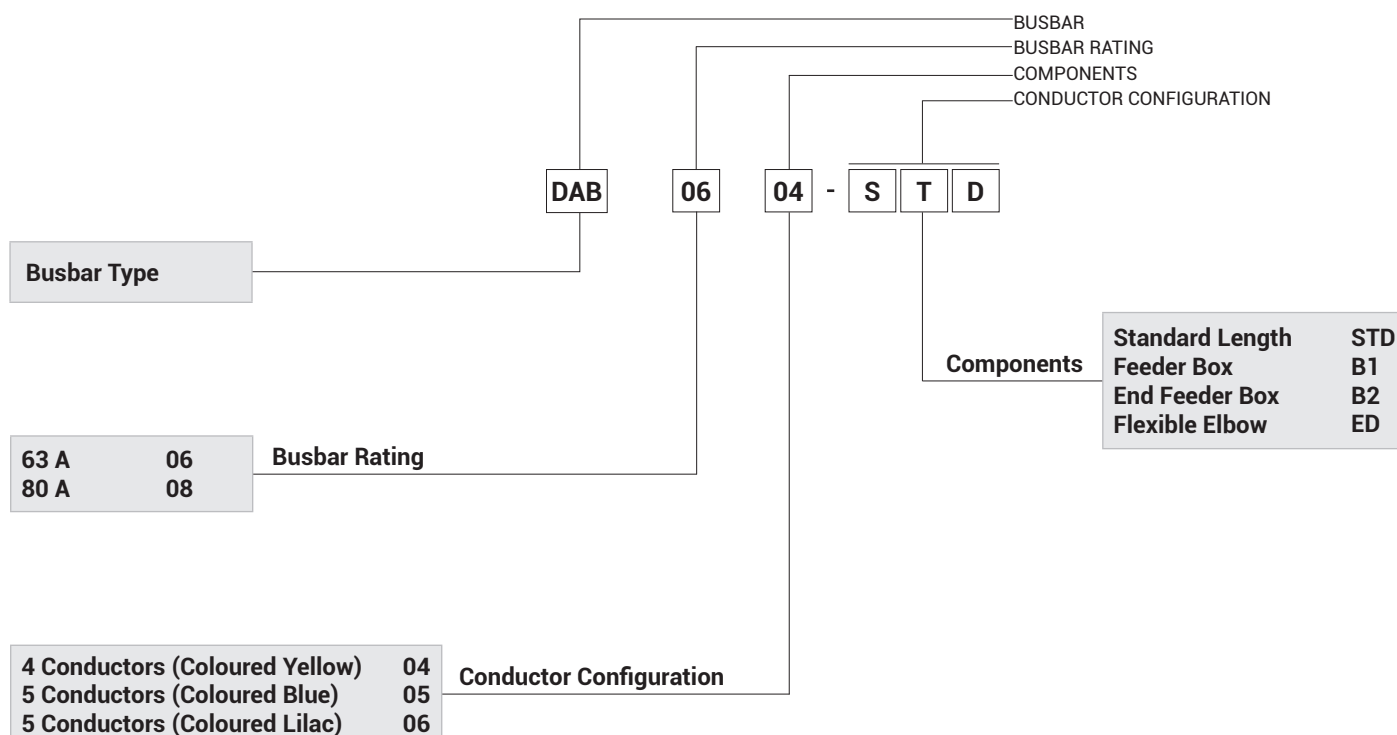 BUSBAR
BUSBAR RATING
COMPONENTS
CONDUCTOR CONFIGURATION
DAB 06 04 - S T D
Busbar Type
Standard Length STD
Components Feeder Box B1
End Feeder Box B2
Flexible Elbow ED
63 A 06 Busbar Rating
80 A 08
4 Conductors (Coloured Yellow) 04
5 Conductors (Coloured Blue) 05 Conductor Configuration
5 Conductors (Coloured Lilac) 06